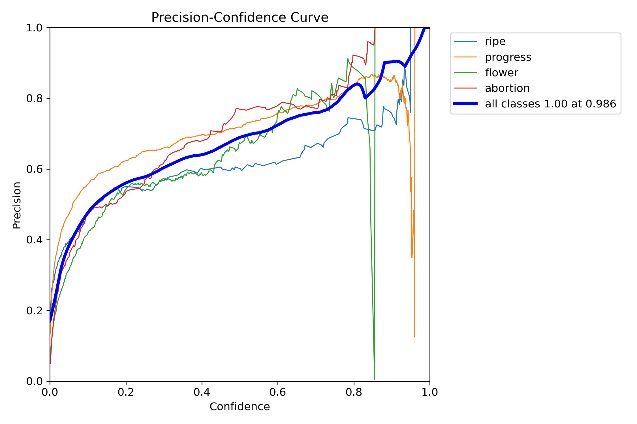 Precision-Confidence Curve
1.0
0.8
0.6
0.4
0.2
0.0
Precision
0.0 0.2 0.4 0.6 0.8 1.0
Confidence
ripe
progress
flower
abortion
all classes 1.00 at 0.986